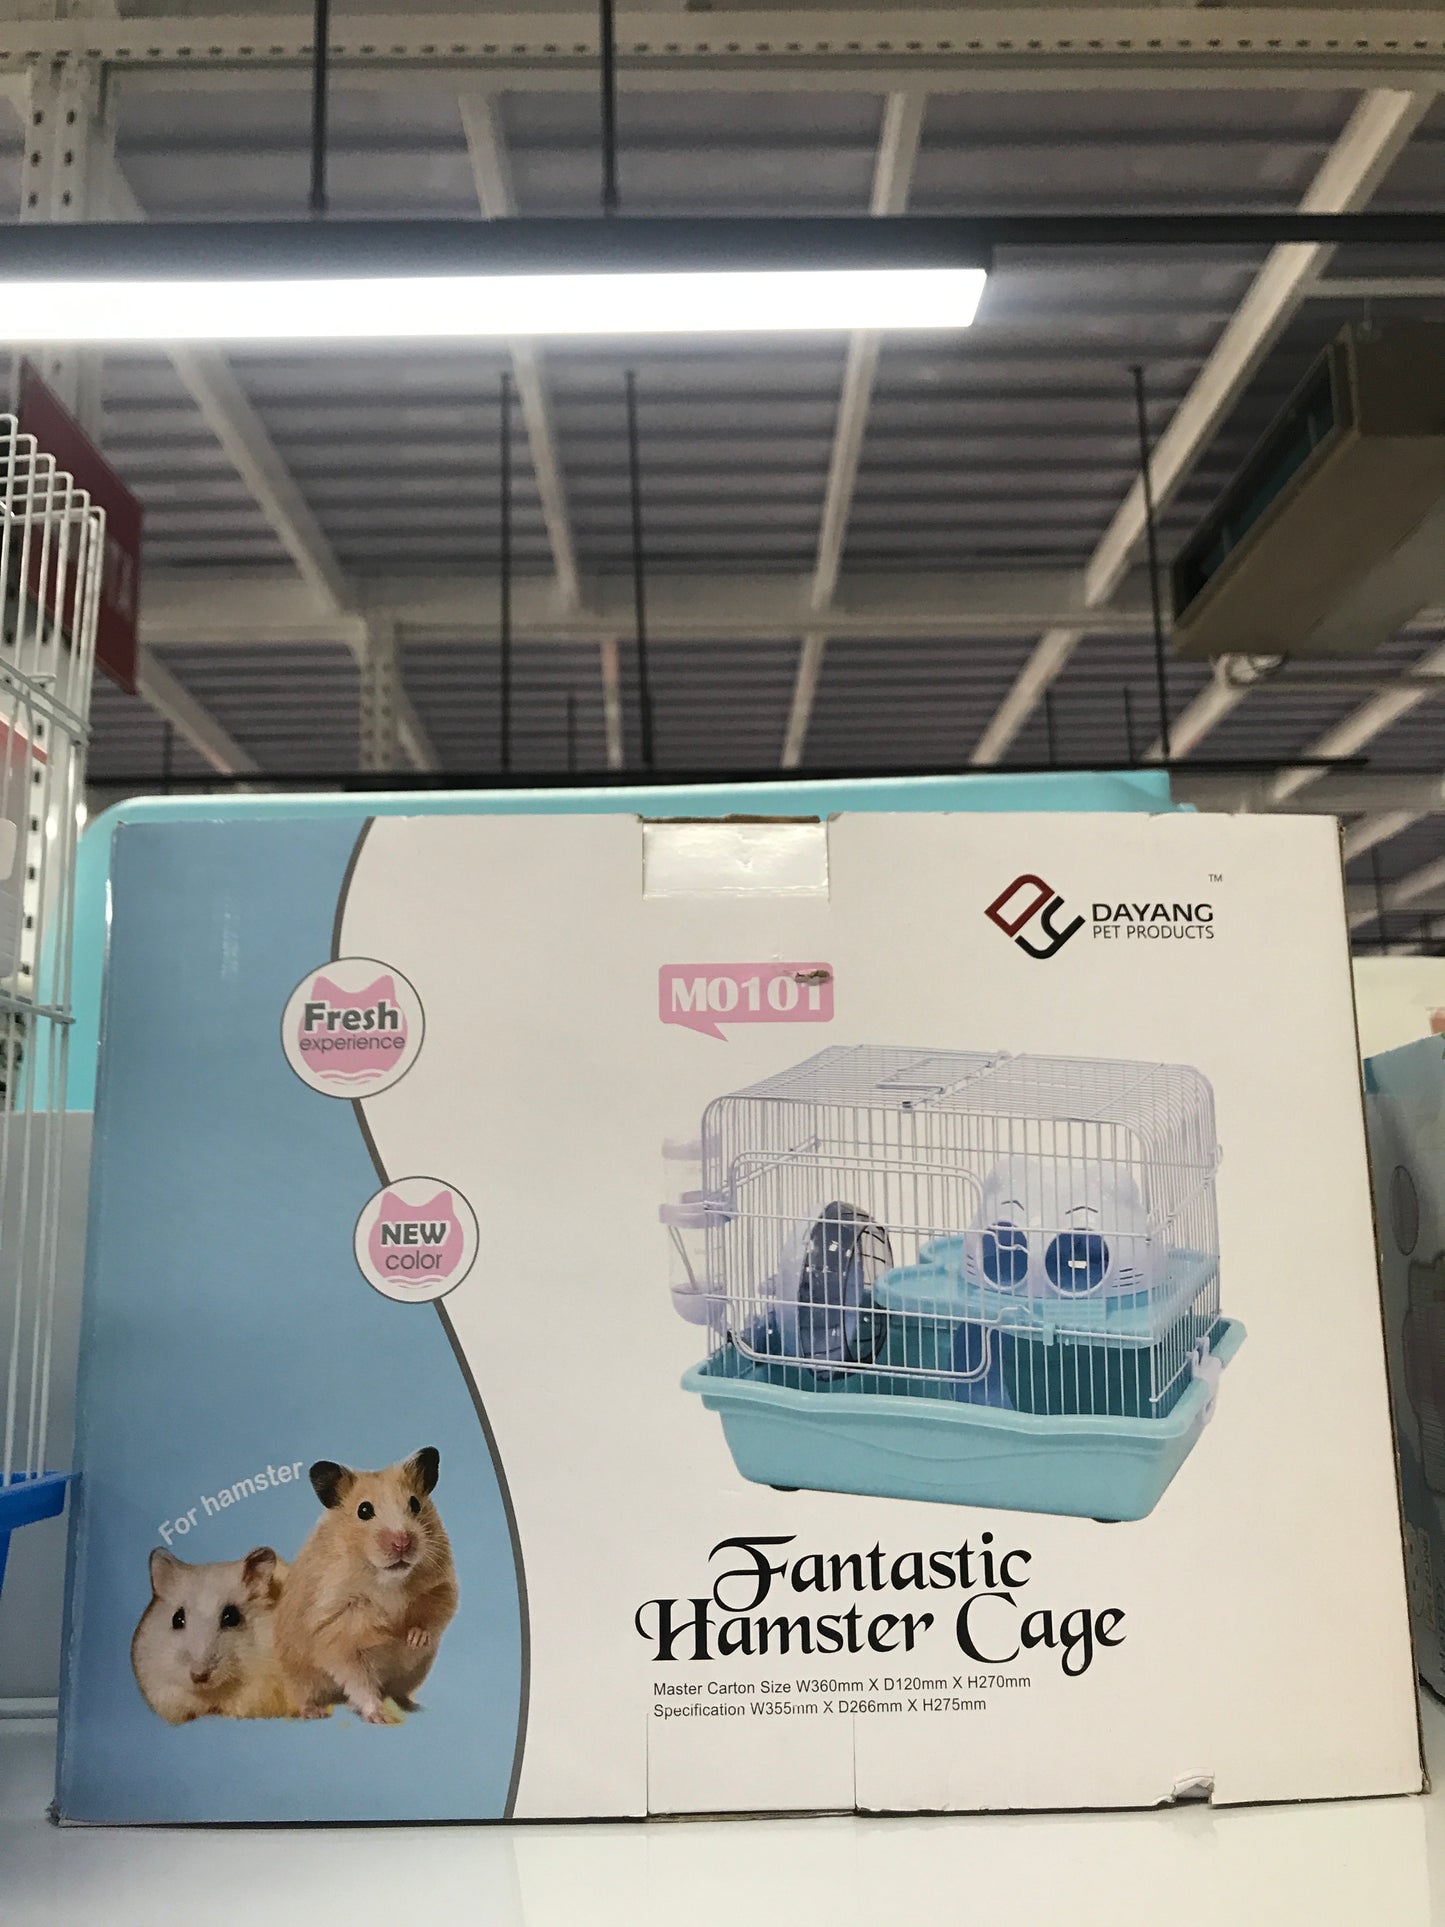 DAYANG
TM
PET PRODUCTS
M0101
Fresh
experience
NEW
color
For hamster
Fantastic
Hamster Cage
Master Carton Size W360mm X D120mm X H270mm
Specification W355mm X D266mm X H275mm